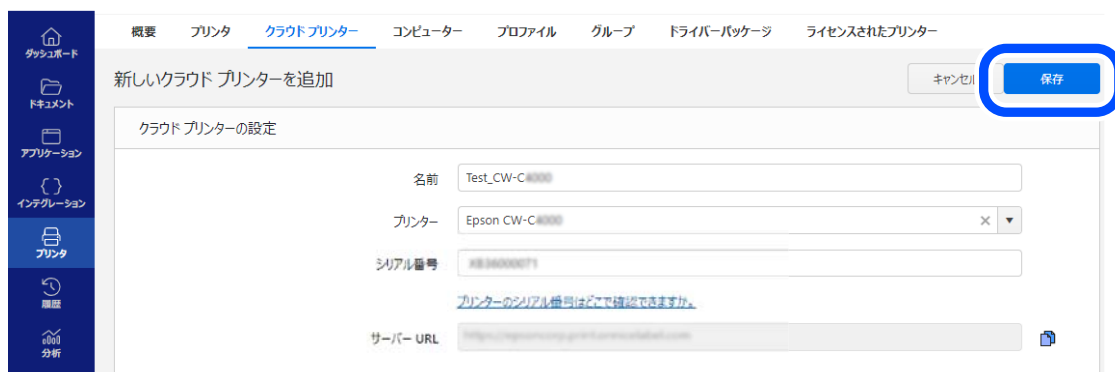 概要 プリンタ クラウド プリンター コンピューター プロファイル グループ ドライバーパッケージ ライセンスされたプリンター
ダッシュボード
新しいクラウド プリンターを追加
キャンセル
保存
ドキュメント
クラウド プリンターの設定
アプリケーション
名前 Test_CW-C4000
{ }
インテグレーション
プリンター Epson CW-C4000
プリンタ
シリアル番号 XB36000071
プリンターのシリアル番号はどこで確認できますか。
履歴
サーバー URL
分析